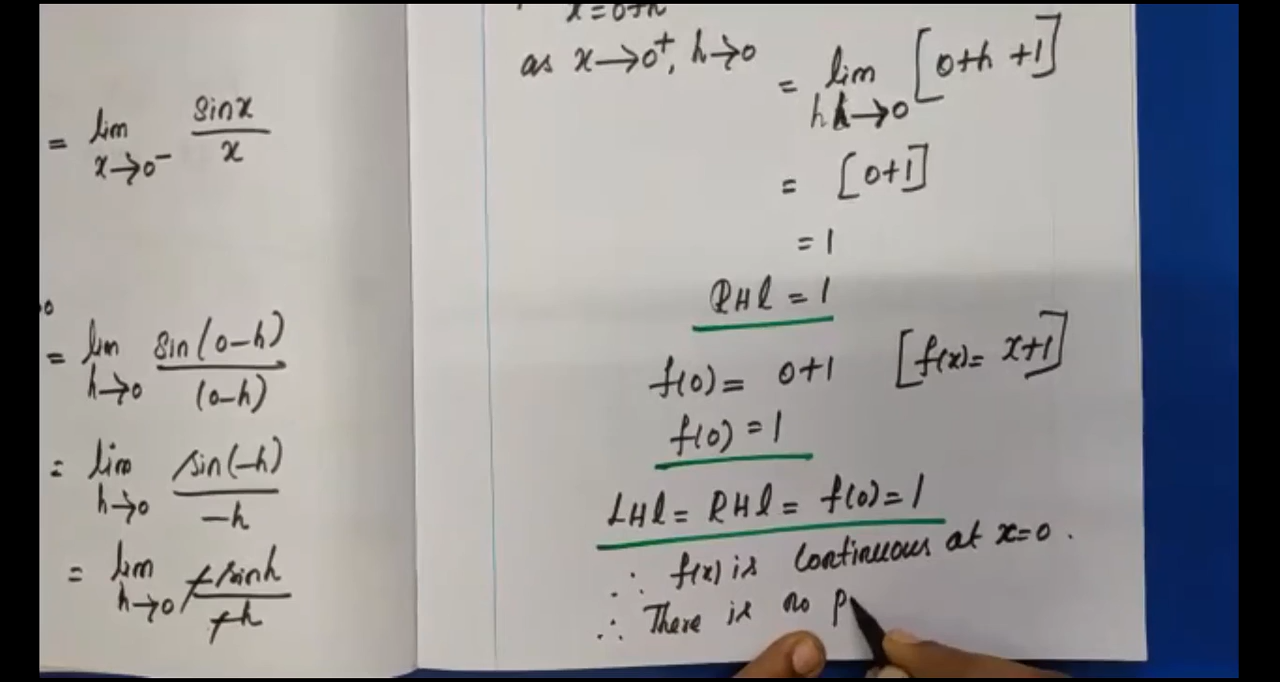 = lim x→0⁻ sinx/x
= lim h→0 sin(0-h)/(0-h)
= lim h→0 sin(-h)/-h
= lim h→0 -sinh/-h
x=0+h
as x→0⁺, h→0
= lim h→0 [0+h+1]
= [0+1]
= 1
RHl = 1
f(0) = 0+1 [f(x) = x+1]
f(0) = 1
LHl = RHl = f(0) = 1
∴ f(x) is continuous at x=0.
∴ There is no p